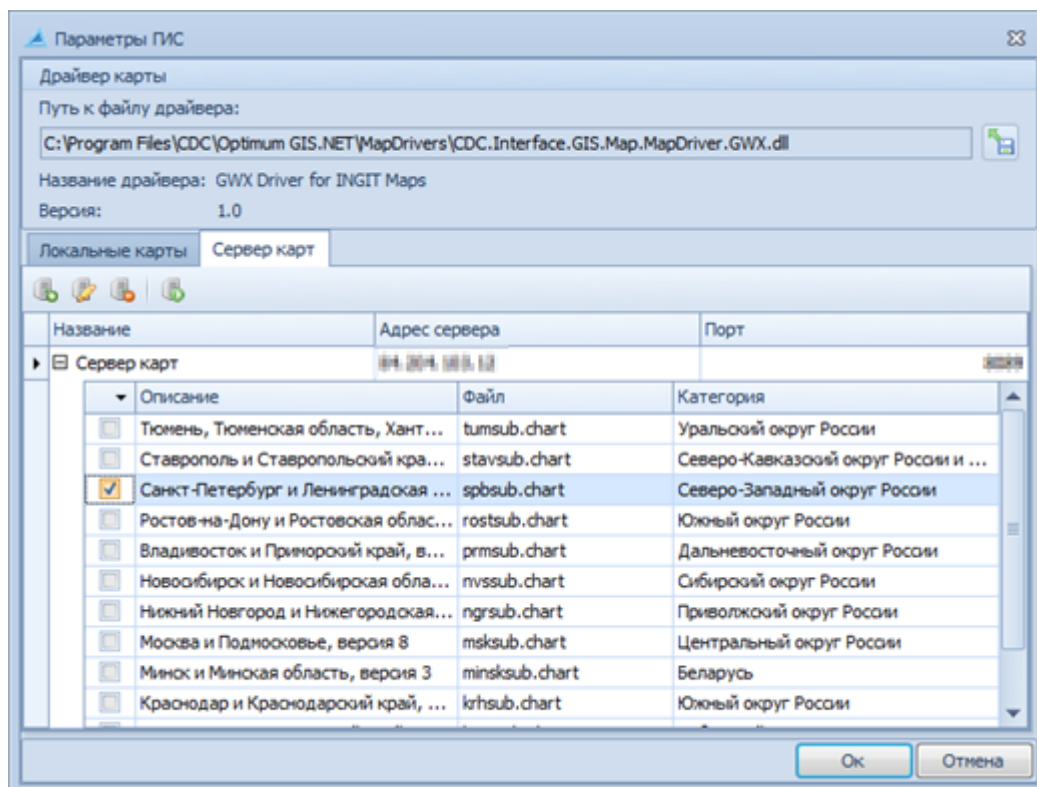 Параметры ГИС
Драйвер карты
Путь к файлу драйвера:
C:\Program Files\CDC\Optimum GIS.NET\MapDrivers\CDC.Interface.GIS.Map.MapDriver.GWX.dll
Название драйвера: GWX Driver for INGIT Maps
Версия: 1.0
Локальные карты Сервер карт
Название Адрес сервера Порт
Сервер карт
Описание Файл Категория
Тюмень, Тюменская область, Хант... tumsub.chart Уральский округ России
Ставрополь и Ставропольский кра... stavsub.chart Северо-Кавказский округ России и ...
Санкт-Петербург и Ленинградская ... spbsub.chart Северо-Западный округ России
Ростов-на-Дону и Ростовская облас... rostsub.chart Южный округ России
Владивосток и Приморский край, в... prmsub.chart Дальневосточный округ России
Новосибирск и Новосибирская обла... nvssub.chart Сибирский округ России
Нижний Новгород и Нижегородская... ngrsub.chart Приволжский округ России
Москва и Подмосковье, версия 8 msksub.chart Центральный округ России
Минск и Минская область, версия 3 minsksub.chart Беларусь
Краснодар и Краснодарский край, ... krhsub.chart Южный округ России
Ок Отмена